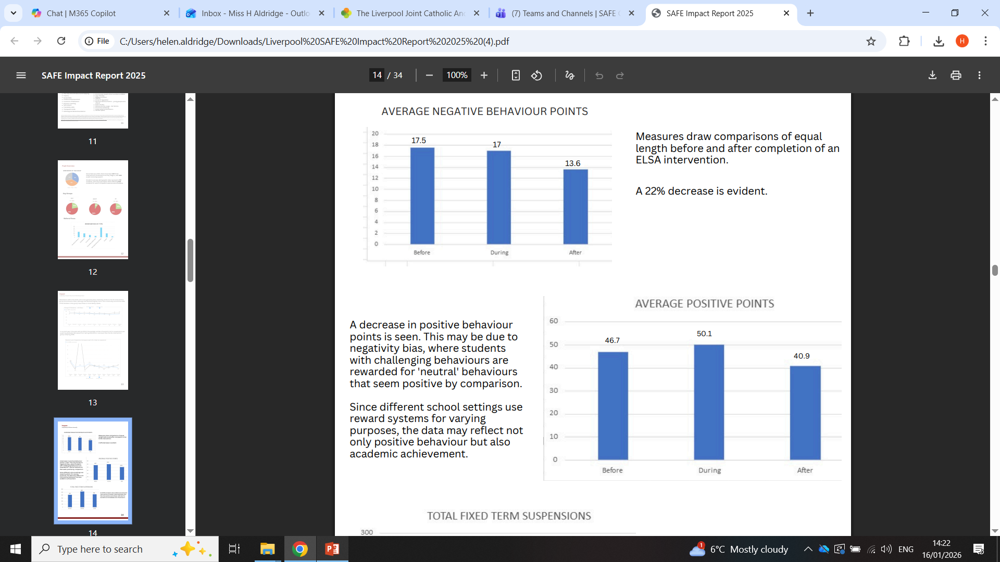 Chat | M365 Copilot
Inbox - Miss H Aldridge - Outlo
The Liverpool Joint Catholic An
(7) Teams and Channels | SAFE
SAFE Impact Report 2025
File
C:/Users/helen.aldridge/Downloads/Liverpool%20SAFE%20Impact%20Report%202025%20(4).pdf
H
SAFE Impact Report 2025
14 / 34
100%
11
12
13
14
AVERAGE NEGATIVE BEHAVIOUR POINTS
20
18
16
14
12
10
8
6
4
2
0
17.5
17
13.6
Before
During
After
Measures draw comparisons of equal
length before and after completion of an
ELSA intervention.
A 22% decrease is evident.
A decrease in positive behaviour
points is seen. This may be due to
negativity bias, where students
with challenging behaviours are
rewarded for 'neutral' behaviours
that seem positive by comparison.
Since different school settings use
reward systems for varying
purposes, the data may reflect not
only positive behaviour but also
academic achievement.
AVERAGE POSITIVE POINTS
60
50
40
30
20
10
0
46.7
50.1
40.9
Before
During
After
TOTAL FIXED TERM SUSPENSIONS
300
Type here to search
1
6°C Mostly cloudy
ENG
14:22
16/01/2026